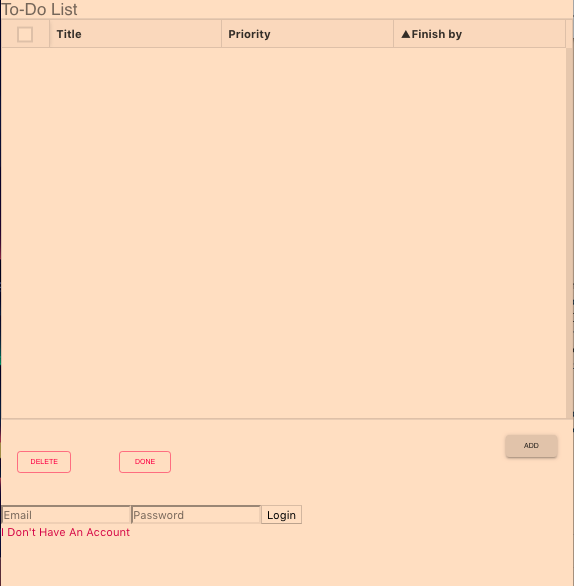 To-Do List
Title Priority ▲Finish by
ADD
DELETE DONE
Email Password Login
I Don't Have An Account